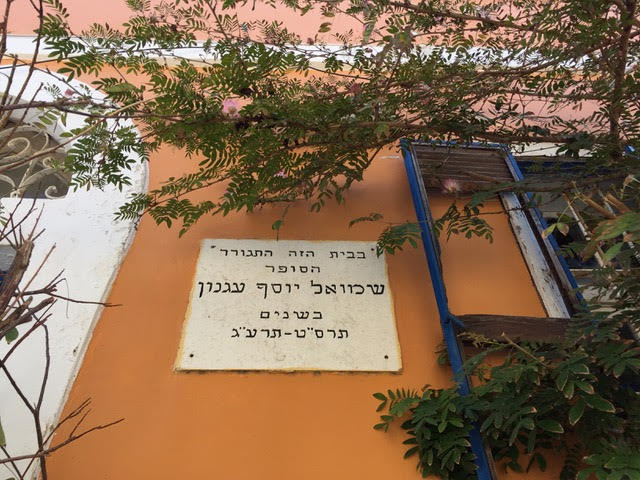 בבית הזה התגורר
הסופר
שמואל יוסף עגנון
בשנים
תרס"ט-תרע"ג